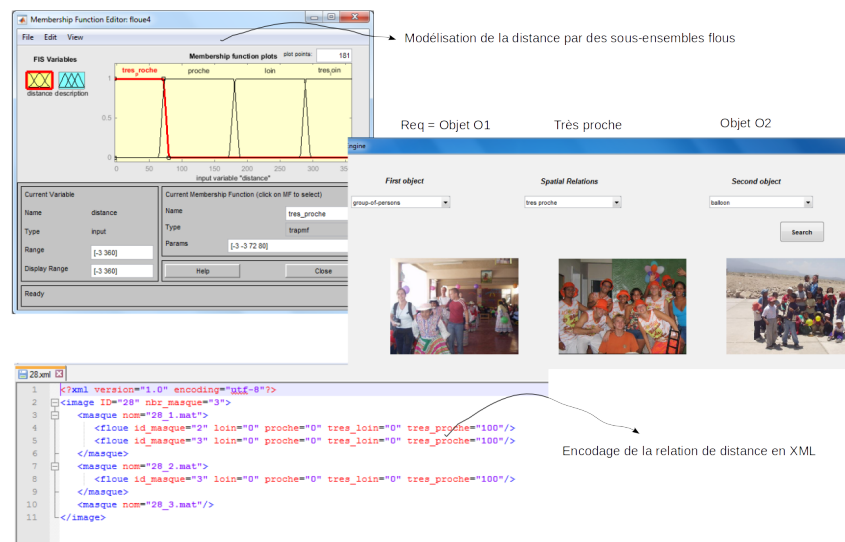 Membership Function Editor: floue4
File Edit View
Modélisation de la distance par des sous-ensembles flous
FIS Variables
distance description
Membership function plots
plot points: 181
tres_proche proche loin tres_loin
1
0.5
0
0 50 100 150 200 250 300 35
input variable "distance"
Current Variable
Name distance
Type input
Range [-3 360]
Display Range [-3 360]
Current Membership Function (click on MF to select)
Name tres_proche
Type trapmf
Params [-3 -3 72 80]
Help Close
Ready
Req = Objet O1 Très proche Objet O2
ngine
First object Spatial Relations Second object
group-of-persons tres proche balloon
Search
28.xml
1 <?xml version="1.0" encoding="utf-8"?>
2 <image ID="28" nbr_masque="3">
3 <masque nom="28_1.mat">
4 <floue id_masque="2" loin="0" proche="0" tres_loin="0" tres_proche="100"/>
5 <floue id_masque="3" loin="0" proche="0" tres_loin="0" tres_proche="100"/>
6 </masque>
7 <masque nom="28_2.mat">
8 <floue id_masque="3" loin="0" proche="0" tres_loin="0" tres_proche="100"/>
9 </masque>
10 <masque nom="28_3.mat"/>
11 </image>
Encodage de la relation de distance en XML